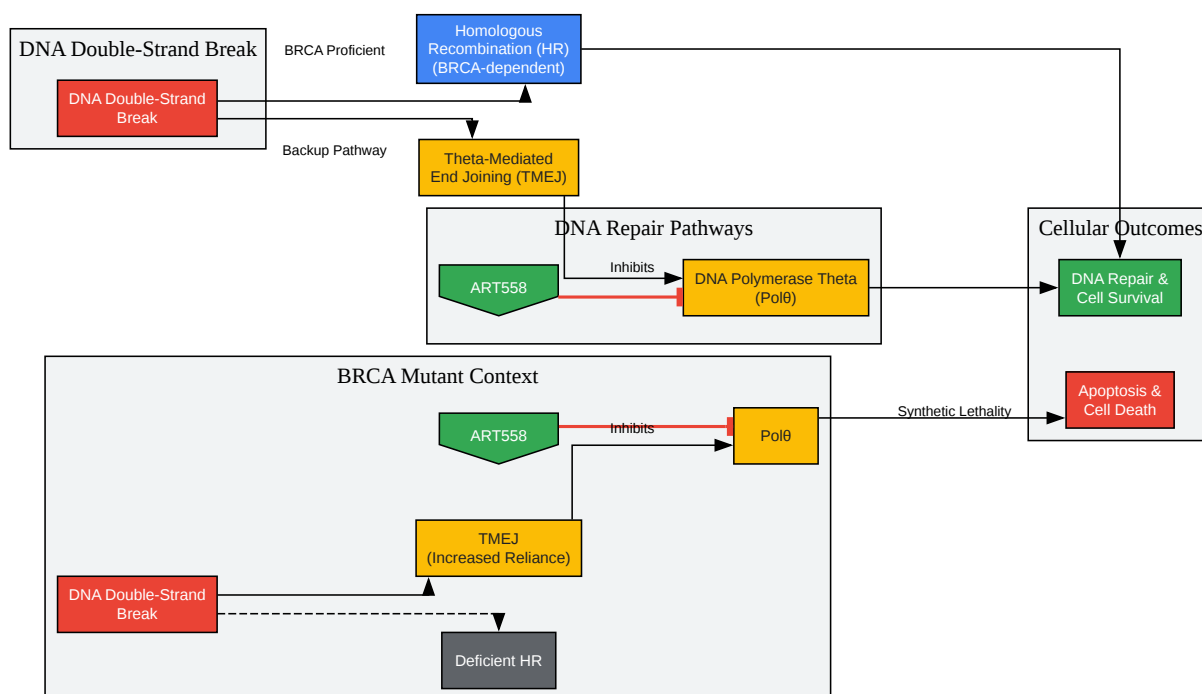 DNA Double-Strand Break
DNA Double-Strand
Break
BRCA Proficient
Backup Pathway
Homologous
Recombination (HR)
(BRCA-dependent)
Theta-Mediated
End Joining (TMEJ)
DNA Repair Pathways
ART558
Inhibits
DNA Polymerase Theta
(Polθ)
Cellular Outcomes
DNA Repair &
Cell Survival
Apoptosis &
Cell Death
BRCA Mutant Context
ART558
Inhibits
Polθ
Synthetic Lethality
TMEJ
(Increased Reliance)
DNA Double-Strand
Break
Deficient HR